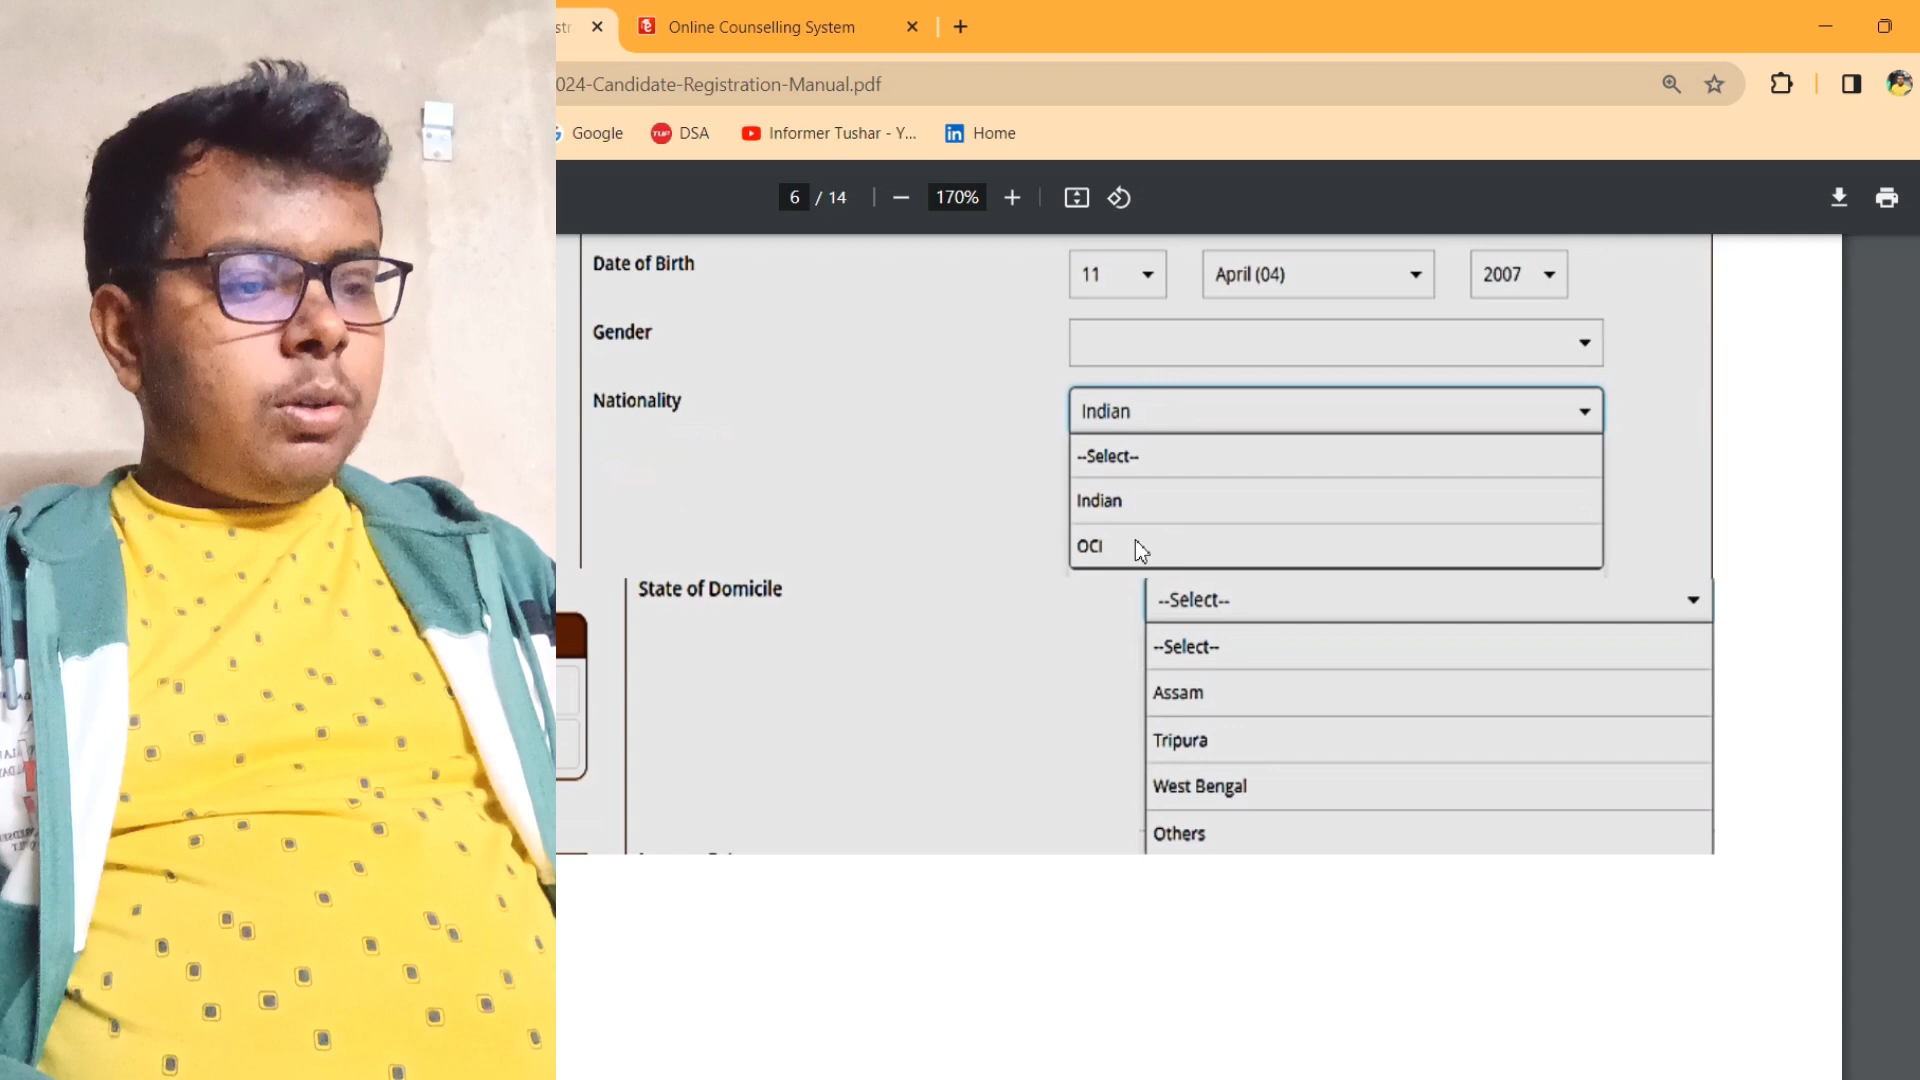 str
Online Counselling System
024-Candidate-Registration-Manual.pdf
Google
TUF
DSA
Informer Tushar - Y...
in
Home
6 / 14
170%
Date of Birth
11
April (04)
2007
Gender
Nationality
Indian
--Select--
Indian
OCI
State of Domicile
--Select--
--Select--
Assam
Tripura
West Bengal
Others